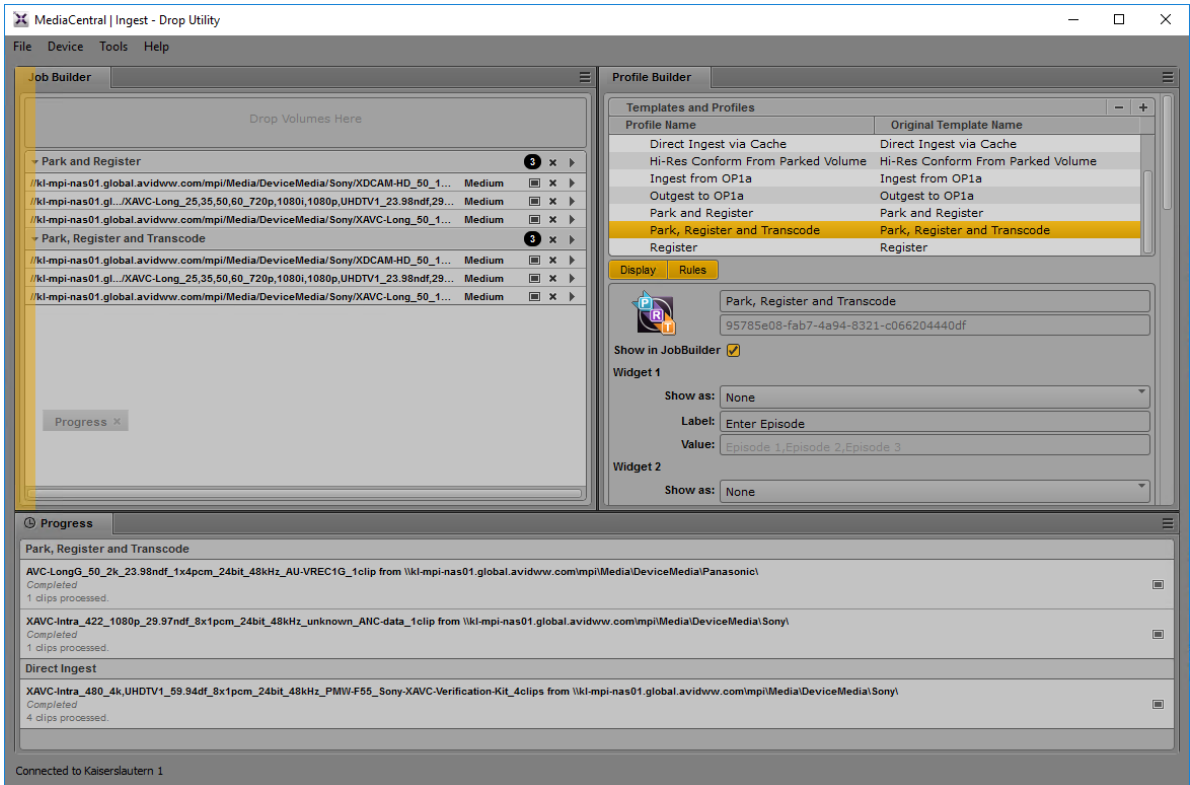 MediaCentral | Ingest - Drop Utility
File Device Tools Help
Job Builder
Drop Volumes Here
Park and Register 3
//kl-mpi-nas01.global.avidww.com/mpi/Media/DeviceMedia/Sony/XDCAM-HD_50_1... Medium
//kl-mpi-nas01.gl.../XAVC-Long_25,35,50,60_720p,1080i,1080p,UHDTV1_23.98ndf,29... Medium
//kl-mpi-nas01.global.avidww.com/mpi/Media/DeviceMedia/Sony/XAVC-Long_50_1... Medium
Park, Register and Transcode 3
//kl-mpi-nas01.global.avidww.com/mpi/Media/DeviceMedia/Sony/XDCAM-HD_50_1... Medium
//kl-mpi-nas01.gl.../XAVC-Long_25,35,50,60_720p,1080i,1080p,UHDTV1_23.98ndf,29... Medium
//kl-mpi-nas01.global.avidww.com/mpi/Media/DeviceMedia/Sony/XAVC-Long_50_1... Medium
Progress
Profile Builder
Templates and Profiles
Profile Name Original Template Name
Direct Ingest via Cache Direct Ingest via Cache
Hi-Res Conform From Parked Volume Hi-Res Conform From Parked Volume
Ingest from OP1a Ingest from OP1a
Outgest to OP1a Outgest to OP1a
Park and Register Park and Register
Park, Register and Transcode Park, Register and Transcode
Register Register
Display Rules
P R T
Park, Register and Transcode
95785e08-fab7-4a94-8321-c066204440df
Show in JobBuilder
Widget 1
Show as: None
Label: Enter Episode
Value: Episode 1,Episode 2,Episode 3
Widget 2
Show as: None
Progress
Park, Register and Transcode
AVC-LongG_50_2k_23.98ndf_1x4pcm_24bit_48kHz_AU-VREC1G_1clip from \\kl-mpi-nas01.global.avidww.com\mpi\Media\DeviceMedia\Panasonic\
Completed
1 clips processed.
XAVC-Intra_422_1080p_29.97ndf_8x1pcm_24bit_48kHz_unknown_ANC-data_1clip from \\kl-mpi-nas01.global.avidww.com\mpi\Media\DeviceMedia\Sony\
Completed
1 clips processed.
Direct Ingest
XAVC-Intra_480_4k,UHDTV1_59.94df_8x1pcm_24bit_48kHz_PMW-F55_Sony-XAVC-Verification-Kit_4clips from \\kl-mpi-nas01.global.avidww.com\mpi\Media\DeviceMedia\Sony\
Completed
4 clips processed.
Connected to Kaiserslautern 1